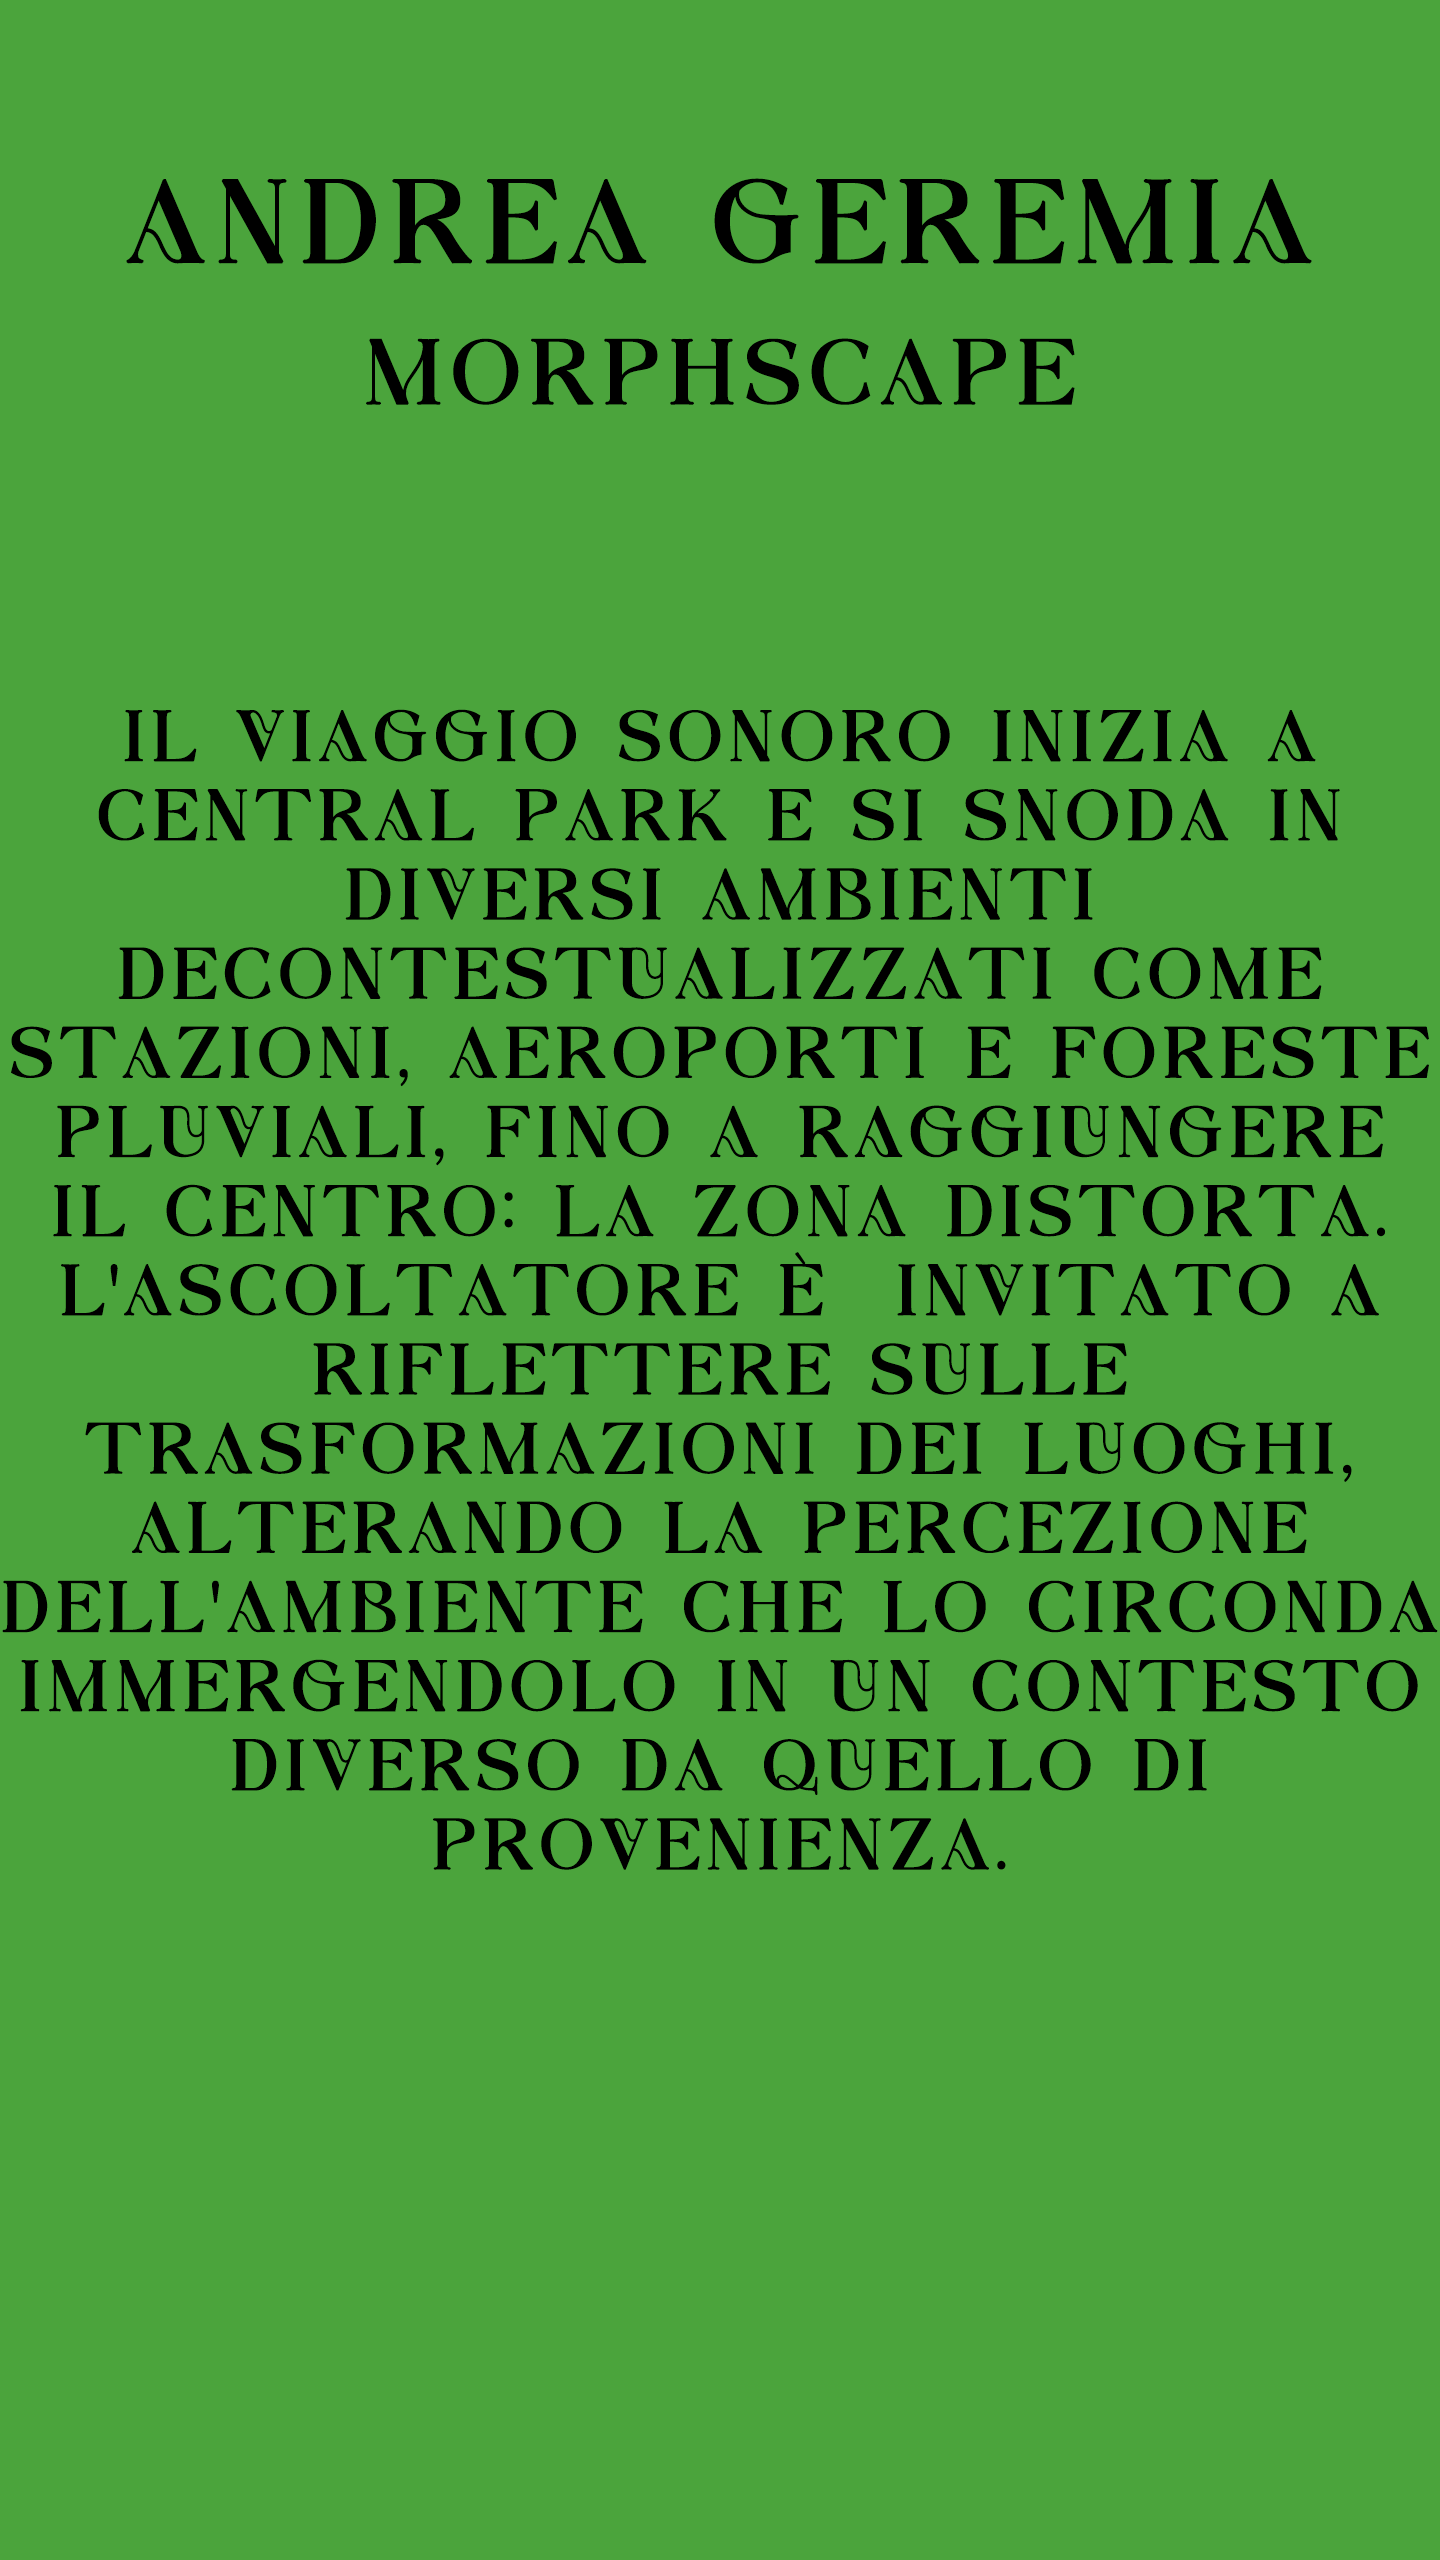 ANDREA GEREMIA
MORPHSCAPE
IL VIAGGIO SONORO INIZIA A
CENTRAL PARK E SI SNODA IN
DIVERSI AMBIENTI
DECONTESTUALIZZATI COME
STAZIONI, AEROPORTI E FORESTE
PLUVIALI, FINO A RAGGIUNGERE
IL CENTRO: LA ZONA DISTORTA.
L'ASCOLTATORE È  INVITATO A
RIFLETTERE SULLE
TRASFORMAZIONI DEI LUOGHI,
ALTERANDO LA PERCEZIONE
DELL'AMBIENTE CHE LO CIRCONDA
IMMERGENDOLO IN UN CONTESTO
DIVERSO DA QUELLO DI
PROVENIENZA.